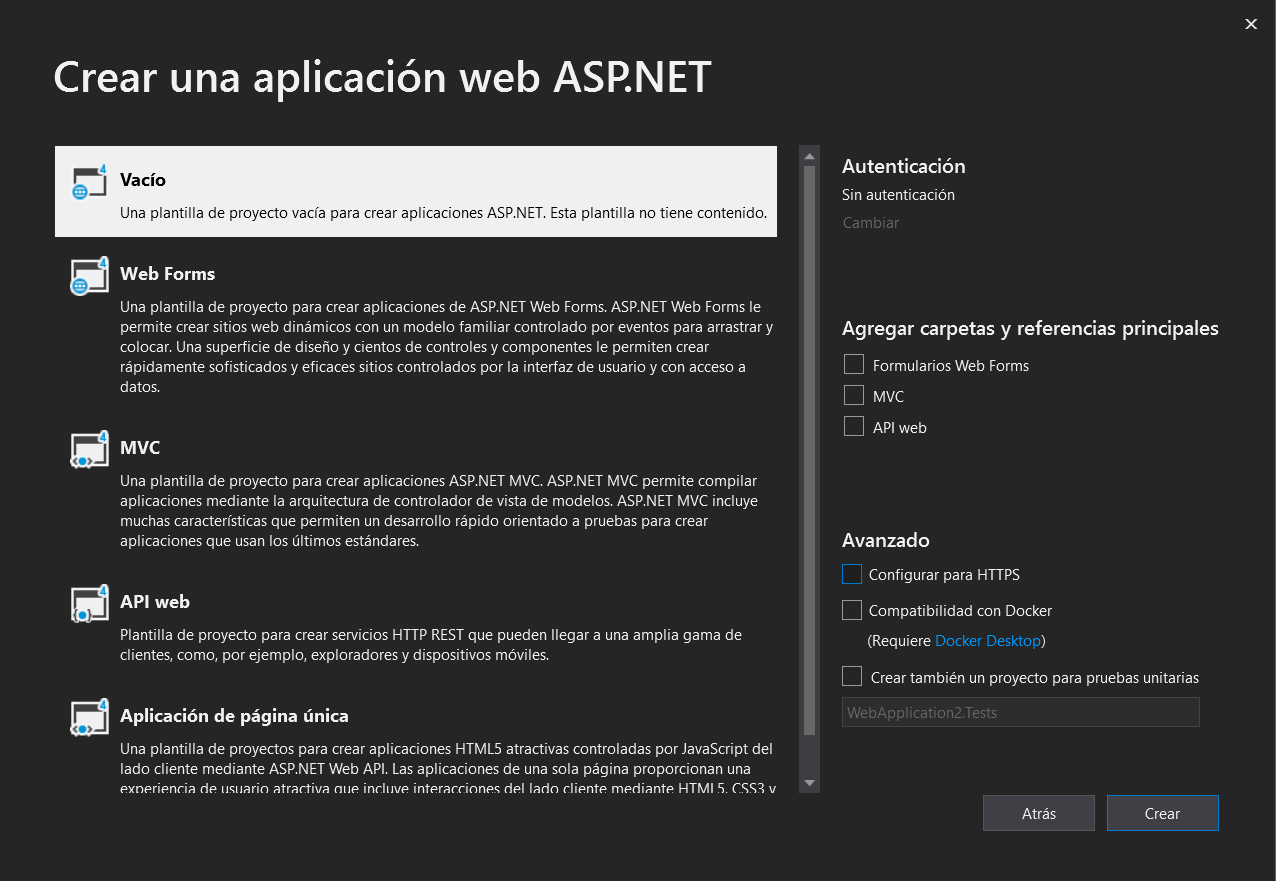 Crear una aplicación web ASP.NET
Vacío
Una plantilla de proyecto vacía para crear aplicaciones ASP.NET. Esta plantilla no tiene contenido.
Web Forms
Una plantilla de proyecto para crear aplicaciones de ASP.NET Web Forms. ASP.NET Web Forms le
permite crear sitios web dinámicos con un modelo familiar controlado por eventos para arrastrar y
colocar. Una superficie de diseño y cientos de controles y componentes le permiten crear
rápidamente sofisticados y eficaces sitios controlados por la interfaz de usuario y con acceso a
datos.
MVC
Una plantilla de proyecto para crear aplicaciones ASP.NET MVC. ASP.NET MVC permite compilar
aplicaciones mediante la arquitectura de controlador de vista de modelos. ASP.NET MVC incluye
muchas características que permiten un desarrollo rápido orientado a pruebas para crear
aplicaciones que usan los últimos estándares.
API web
Plantilla de proyecto para crear servicios HTTP REST que pueden llegar a una amplia gama de
clientes, como, por ejemplo, exploradores y dispositivos móviles.
Aplicación de página única
Una plantilla de proyectos para crear aplicaciones HTML5 atractivas controladas por JavaScript del
lado cliente mediante ASP.NET Web API. Las aplicaciones de una sola página proporcionan una
experiencia de usuario atractiva que incluye interacciones del lado cliente mediante HTML5, CSS3 y
Autenticación
Sin autenticación
Cambiar
Agregar carpetas y referencias principales
Formularios Web Forms
MVC
API web
Avanzado
Configurar para HTTPS
Compatibilidad con Docker
(Requiere Docker Desktop)
Crear también un proyecto para pruebas unitarias
WebApplication2.Tests
Atrás
Crear